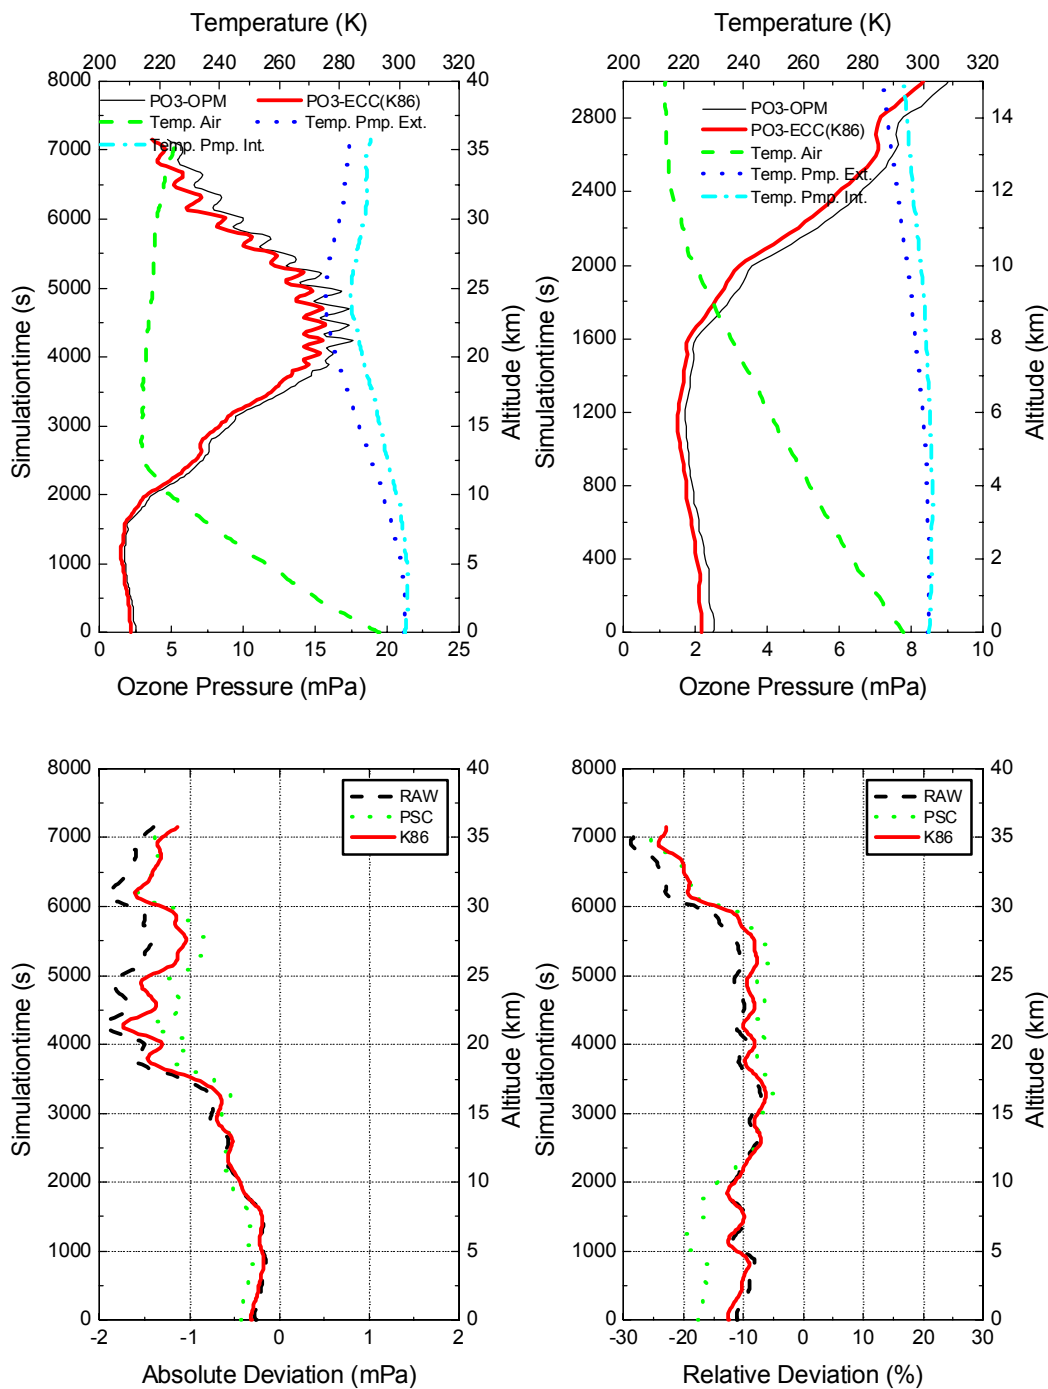 Temperature (K)
200 220 240 260 280 300 320
8000 40
PO3-OPM PO3-ECC(K86)
Temp. Air Temp. Pmp. Ext.
Temp. Pmp. Int.
7000 35
6000 30
5000 25
4000 20
3000 15
2000 10
1000 5
0 0
0 5 10 15 20 25
Simulationtime (s)
Altitude (km)
Ozone Pressure (mPa)
Temperature (K)
200 220 240 260 280 300 320
PO3-OPM
PO3-ECC(K86)
Temp. Air
Temp. Pmp. Ext.
Temp. Pmp. Int.
2800 14
2400 12
2000 10
1600 8
1200 6
800 4
400 2
0 0
0 2 4 6 8 10
Simulationtime (s)
Altitude (km)
Ozone Pressure (mPa)
8000 40
RAW
PSC
K86
7000 35
6000 30
5000 25
4000 20
3000 15
2000 10
1000 5
0 0
-2 -1 0 1 2
Simulationtime (s)
Altitude (km)
Absolute Deviation (mPa)
8000 40
RAW
PSC
K86
7000 35
6000 30
5000 25
4000 20
3000 15
2000 10
1000 5
0 0
-30 -20 -10 0 10 20 30
Simulationtime (s)
Altitude (km)
Relative Deviation (%)